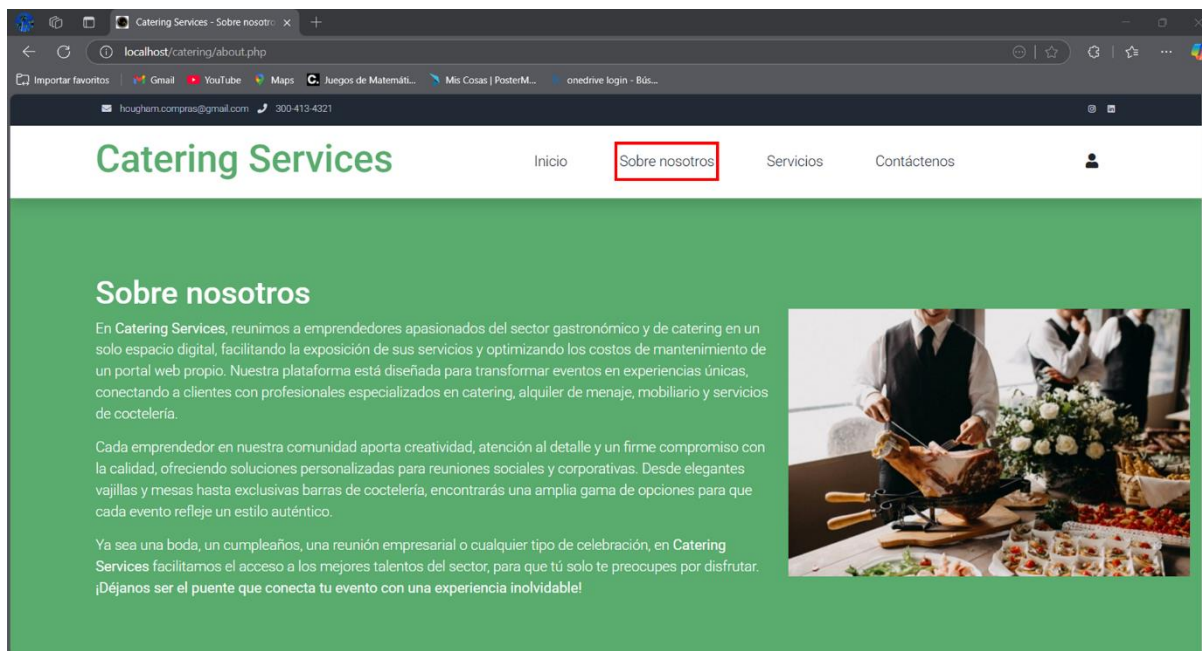 Catering Services - Sobre nosotro
localhost/catering/about.php
Importar favoritos Gmail YouTube Maps C. Juegos de Matemáti... Mis Cosas | PosterM... onedrive login - Bús...
hougham.compras@gmail.com 300-413-4321
Catering Services Inicio Sobre nosotros Servicios Contáctenos
Sobre nosotros
En Catering Services, reunimos a emprendedores apasionados del sector gastronómico y de catering en un
solo espacio digital, facilitando la exposición de sus servicios y optimizando los costos de mantenimiento de
un portal web propio. Nuestra plataforma está diseñada para transformar eventos en experiencias únicas,
conectando a clientes con profesionales especializados en catering, alquiler de menaje, mobiliario y servicios
de coctelería.
Cada emprendedor en nuestra comunidad aporta creatividad, atención al detalle y un firme compromiso con
la calidad, ofreciendo soluciones personalizadas para reuniones sociales y corporativas. Desde elegantes
vajillas y mesas hasta exclusivas barras de coctelería, encontrarás una amplia gama de opciones para que
cada evento refleje un estilo auténtico.
Ya sea una boda, un cumpleaños, una reunión empresarial o cualquier tipo de celebración, en Catering
Services facilitamos el acceso a los mejores talentos del sector, para que tú solo te preocupes por disfrutar.
¡Déjanos ser el puente que conecta tu evento con una experiencia inolvidable!